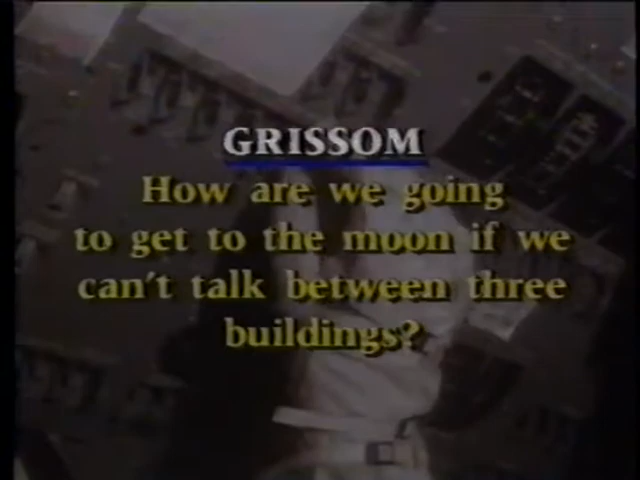 GRISSOM
How are we going
to get to the moon if we
can't talk between three
buildings?